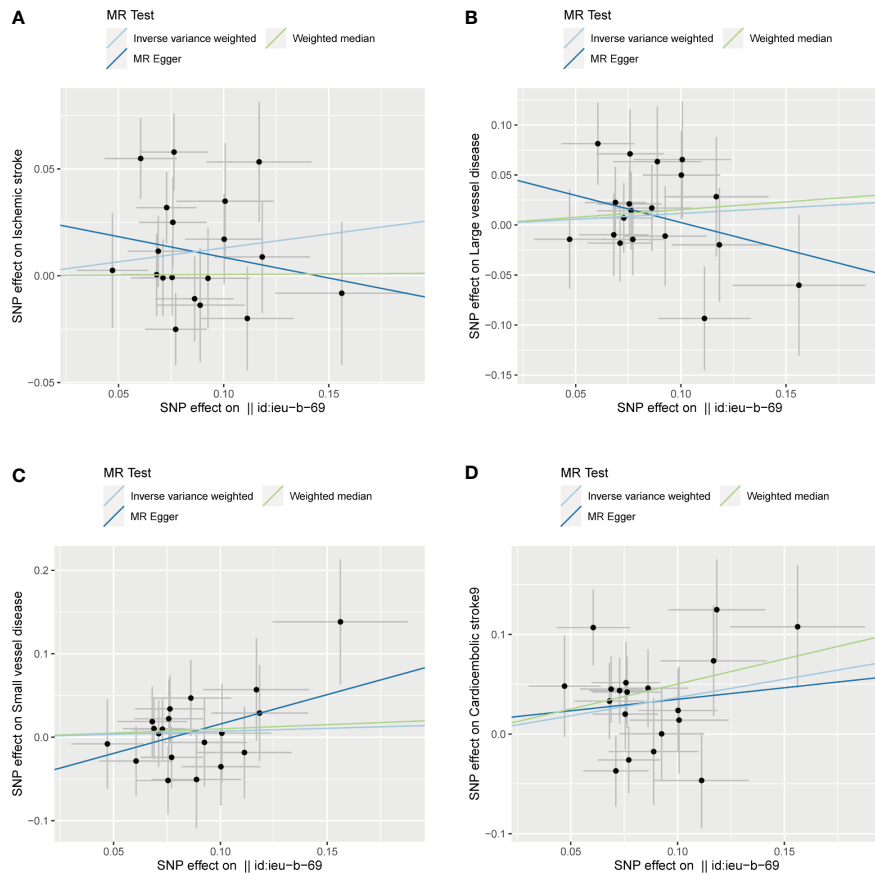 A
MR Test
Inverse variance weighted
Weighted median
MR Egger
SNP effect on Ischemic stroke
0.05
0.00
−0.05
0.05
0.10
0.15
SNP effect on || id:ieu−b−69
B
MR Test
Inverse variance weighted
Weighted median
MR Egger
SNP effect on Large vessel disease
0.10
0.05
0.00
−0.05
−0.10
−0.15
0.05
0.10
0.15
SNP effect on || id:ieu−b−69
C
MR Test
Inverse variance weighted
Weighted median
MR Egger
SNP effect on Small vessel disease
0.2
0.1
0.0
−0.1
0.05
0.10
0.15
SNP effect on || id:ieu−b−69
D
MR Test
Inverse variance weighted
Weighted median
MR Egger
SNP effect on Cardioembolic stroke9
0.1
0.0
−0.1
0.05
0.10
0.15
SNP effect on || id:ieu−b−69